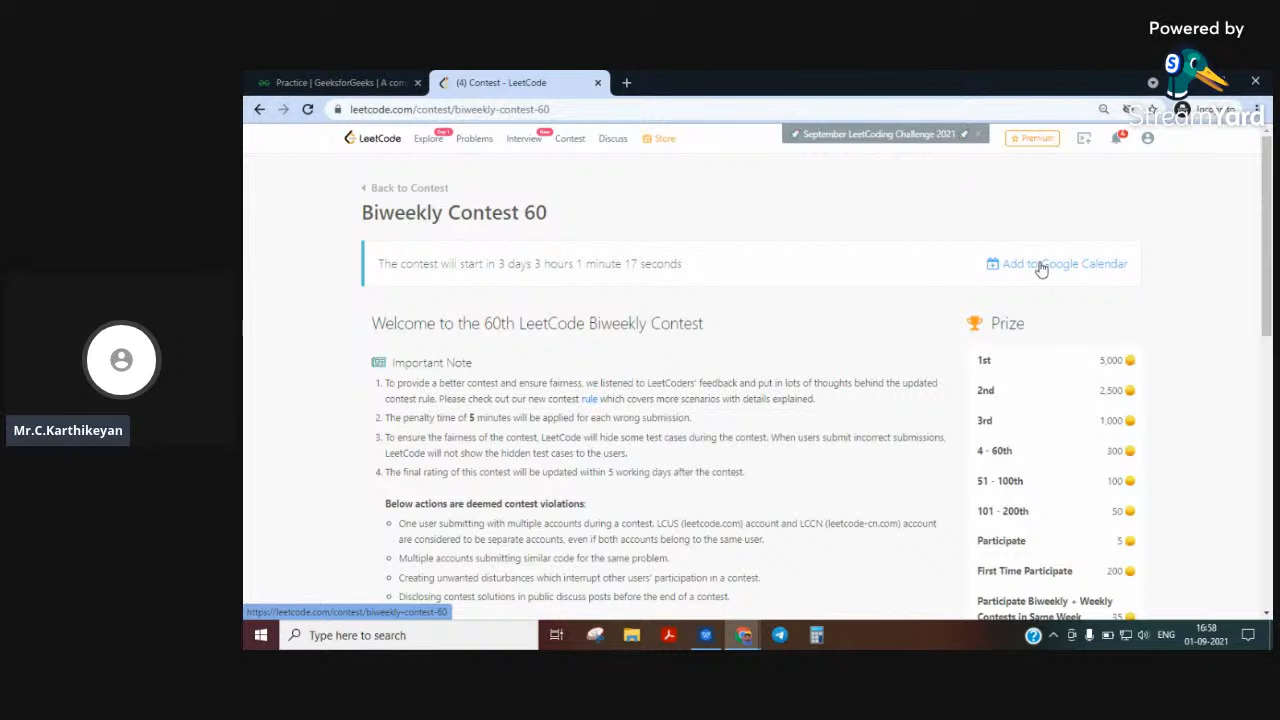 Powered by
StreamYard
Practice | GeeksforGeeks | A com
(4) Contest - LeetCode
leetcode.com/contest/biweekly-contest-60
LeetCode
Explore
Day 1
Problems
Interview
New
Contest
Discuss
Store
September LeetCoding Challenge 2021
Premium
Back to Contest
Biweekly Contest 60
The contest will start in 3 days 3 hours 1 minute 17 seconds
Add to Google Calendar
Welcome to the 60th LeetCode Biweekly Contest
Important Note
1. To provide a better contest and ensure fairness, we listened to LeetCoders' feedback and put in lots of thoughts behind the updated
contest rule. Please check out our new contest rule which covers more scenarios with details explained.
2. The penalty time of 5 minutes will be applied for each wrong submission.
3. To ensure the fairness of the contest, LeetCode will hide some test cases during the contest. When users submit incorrect submissions,
LeetCode will not show the hidden test cases to the users.
4. The final rating of this contest will be updated within 5 working days after the contest.
Below actions are deemed contest violations:
One user submitting with multiple accounts during a contest. LCUS (leetcode.com) account and LCCN (leetcode-cn.com) account
are considered to be separate accounts, even if both accounts belong to the same user.
Multiple accounts submitting similar code for the same problem.
Creating unwanted disturbances which interrupt other users' participation in a contest.
Disclosing contest solutions in public discuss posts before the end of a contest.
Prize
1st 5,000
2nd 2,500
3rd 1,000
4 - 60th 300
51 - 100th 100
101 - 200th 50
Participate 5
First Time Participate 200
Participate Biweekly + Weekly
Contests in Same Week 35
Mr.C.Karthikeyan
https://leetcode.com/contest/biweekly-contest-60
Type here to search
ENG
16:58
01-09-2021